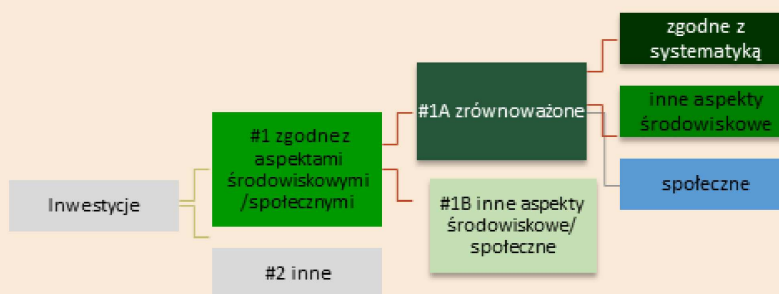 Inwestycje
#1 zgodne z
aspektami
środowiskowymi
/społecznymi
#2 inne
#1A zrównoważone
#1B inne aspekty
środowiskowe/
społeczne
zgodne z
systematyką
inne aspekty
środowiskowe
społeczne